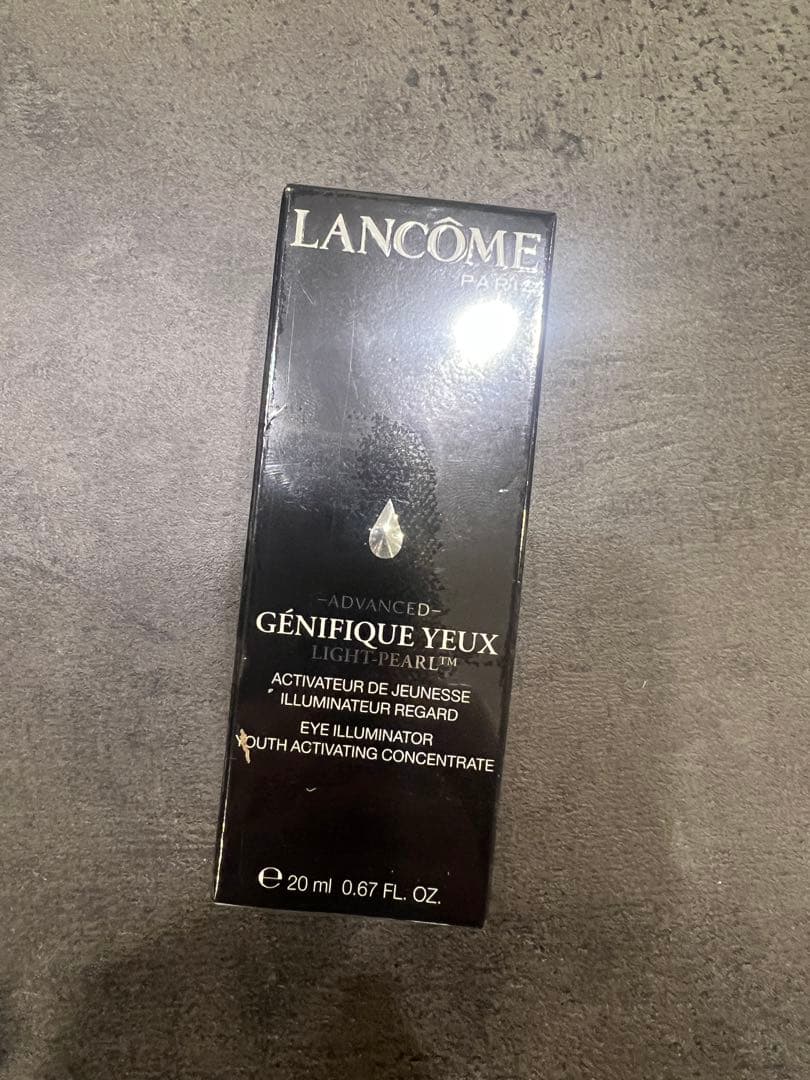 LANCÔME
PARIS
–ADVANCED–
GÉNIFIQUE YEUX
LIGHT-PEARL™
ACTIVATEUR DE JEUNESSE
ILLUMINATEUR REGARD
EYE ILLUMINATOR
YOUTH ACTIVATING CONCENTRATE
℮ 20 ml 0.67 FL. OZ.